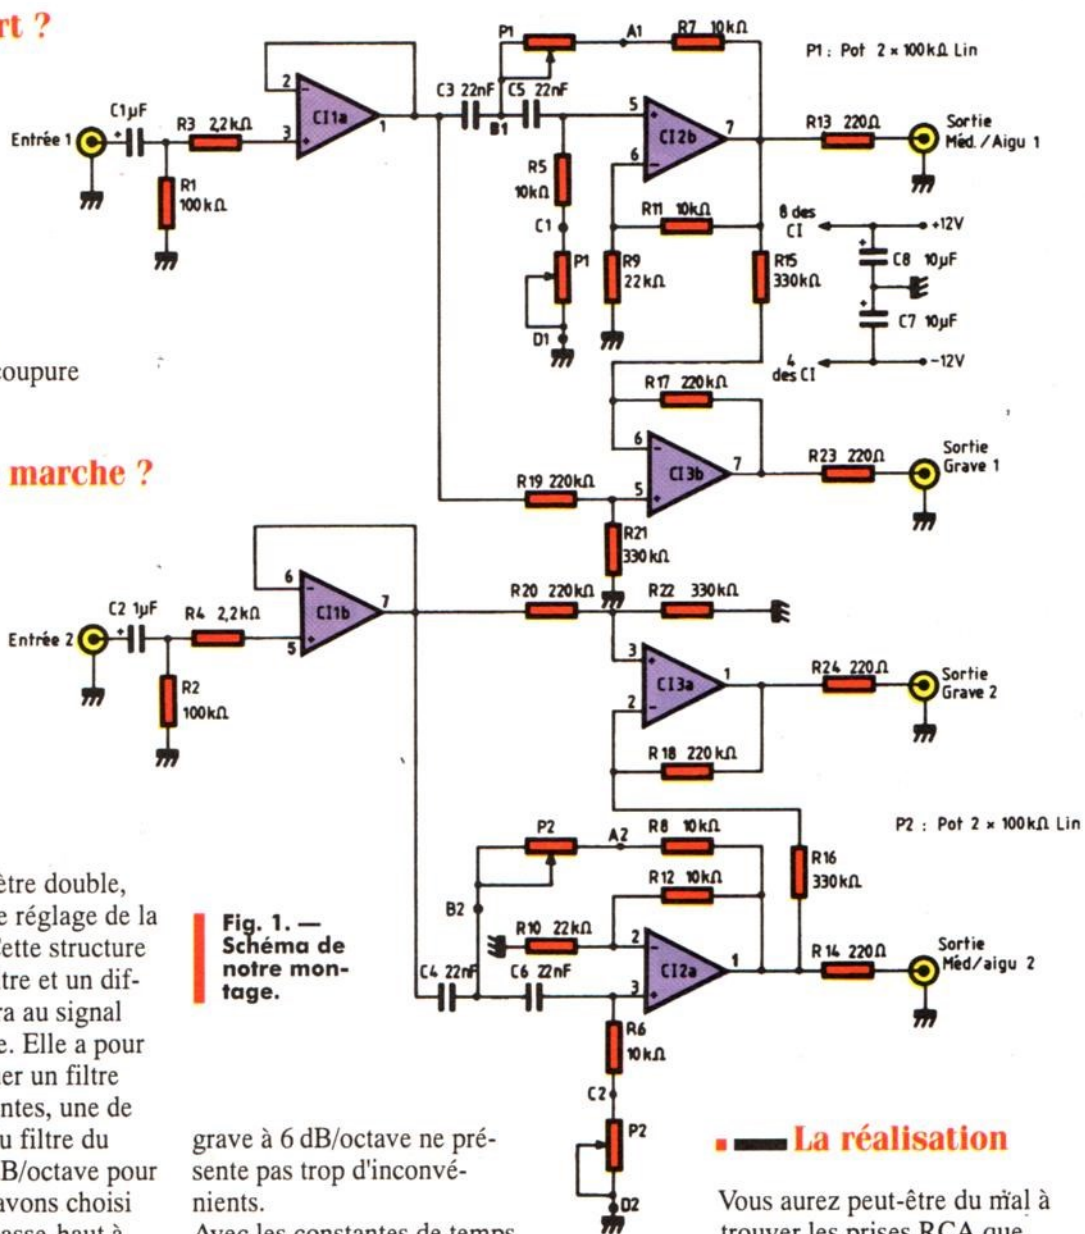 rt ?
coupure
marche ?
P1
A1
R7 10kΩ
P1 : Pot 2 × 100kΩ Lin
2
-
C1µF
R3 2,2kΩ
CI1a
1
C3 22nF
C5 22nF
B1
5
+
CI2b
7
R13 220Ω
Sortie
Méd./Aigu 1
Entrée 1
+
3
+
R5
10kΩ
6
-
R1
100kΩ
R11 10kΩ
8 des
CI
+12V
C1
P1
R9
22kΩ
R15
330kΩ
+
C8 10µF
+
C7 10µF
D1
4
des CI
-12V
R17 220kΩ
6
-
CI3b
7
R23 220Ω
Sortie
Grave 1
R19 220kΩ
5
+
R21
330kΩ
6
-
R20 220kΩ
R22 330kΩ
C2 1µF
R4 2,2kΩ
CI1b
7
Entrée 2
+
5
+
3
+
CI3a
1
R24 220Ω
Sortie
Grave 2
R2
100kΩ
2
-
R18 220kΩ
P2 : Pot 2 × 100kΩ Lin
P2
A2
R8 10kΩ
R16
330kΩ
R12 10kΩ
B2
R10 22kΩ
2
-
CI2a
1
R14 220Ω
Sortie
Méd/aigu 2
C4 22nF
C6 22nF
3
+
R6
10kΩ
C2
P2
D2
Fig. 1. —
Schéma de
notre mon-
tage.
être double,
e réglage de la
Cette structure
tre et un dif-
ra au signal
e. Elle a pour
er un filtre
ntes, une de
u filtre du
B/octave pour
avons choisi
asse-haut à
grave à 6 dB/octave ne pré-
sente pas trop d'inconvé-
nients.
Avec les constantes de temps
La réalisation
Vous aurez peut-être du mal à
trouver les prises RCA que